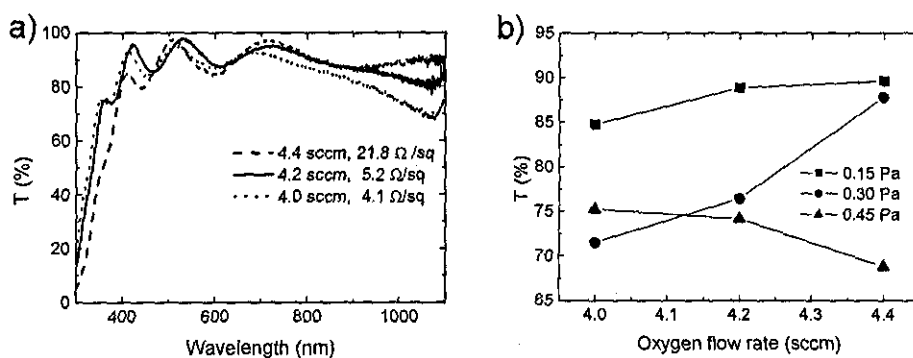 a)
100
80
60
40
20
0
T (%)
4.4 sccm, 21.8 Ω/sq
4.2 sccm, 5.2 Ω/sq
4.0 sccm, 4.1 Ω/sq
400 600 800 1000
Wavelength (nm)
b)
95
90
85
80
75
70
65
T (%)
0.15 Pa
0.30 Pa
0.45 Pa
4.0 4.1 4.2 4.3 4.4
Oxygen flow rate (sccm)